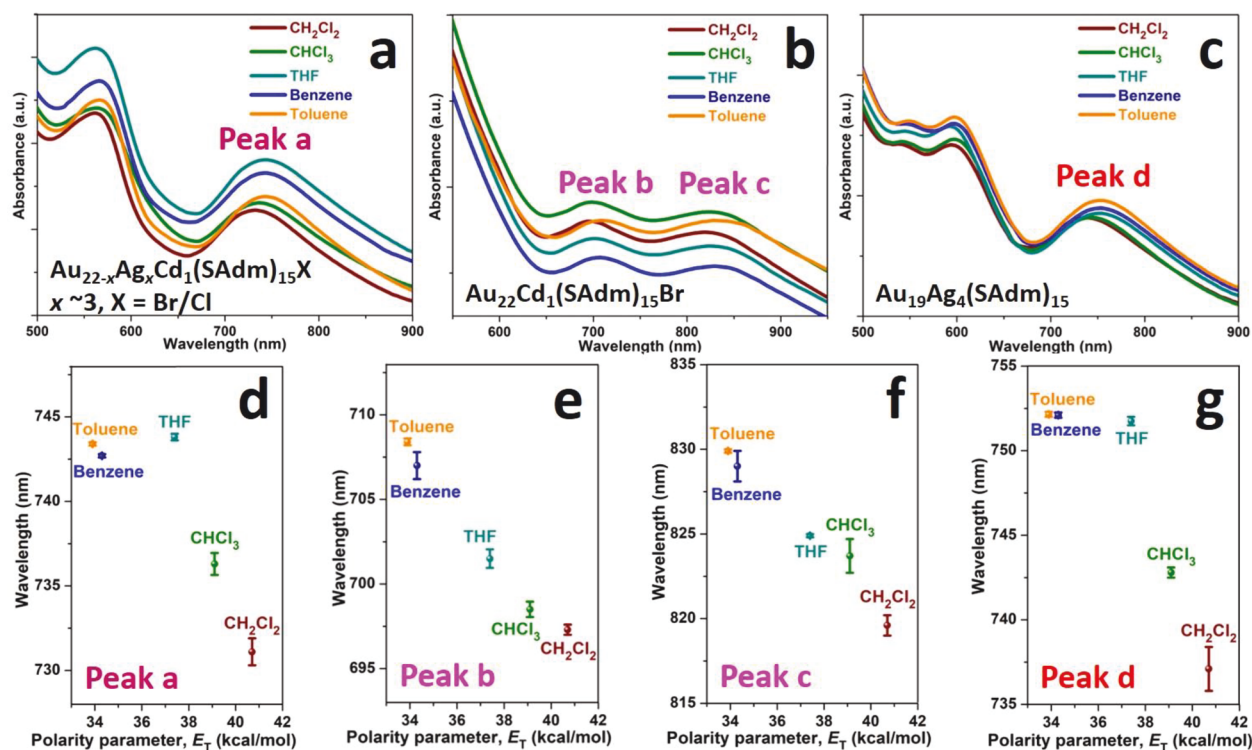 CH₂Cl₂
CHCl₃
THF
Benzene
Toluene
a
Peak a
Au₂₂₋ₓAgₓCd₁(SAdm)₁₅X
x ~3, X = Br/Cl
Absorbance (a.u.)
500 600 700 800 900
Wavelength (nm)
CH₂Cl₂
CHCl₃
THF
Benzene
Toluene
b
Peak b Peak c
Au₂₂Cd₁(SAdm)₁₅Br
Absorbance (a.u.)
600 700 800 900
Wavelength (nm)
CH₂Cl₂
CHCl₃
THF
Benzene
Toluene
c
Peak d
Au₁₉Ag₄(SAdm)₁₅
Absorbance (a.u.)
500 600 700 800 900
Wavelength (nm)
d
Toluene
THF
Benzene
CHCl₃
CH₂Cl₂
Peak a
Wavelength (nm)
745
740
735
730
34 36 38 40 42
Polarity parameter, E_T (kcal/mol)
e
Toluene
Benzene
THF
CHCl₃
CH₂Cl₂
Peak b
Wavelength (nm)
710
705
700
695
34 36 38 40 42
Polarity parameter, E_T (kcal/mol)
f
Toluene
Benzene
CHCl₃
THF
CH₂Cl₂
Peak c
Wavelength (nm)
835
830
825
820
815
34 36 38 40 42
Polarity parameter, E_T (kcal/mol)
g
Toluene
Benzene
THF
CHCl₃
CH₂Cl₂
Peak d
Wavelength (nm)
755
750
745
740
735
34 36 38 40 42
Polarity parameter, E_T (kcal/mol)